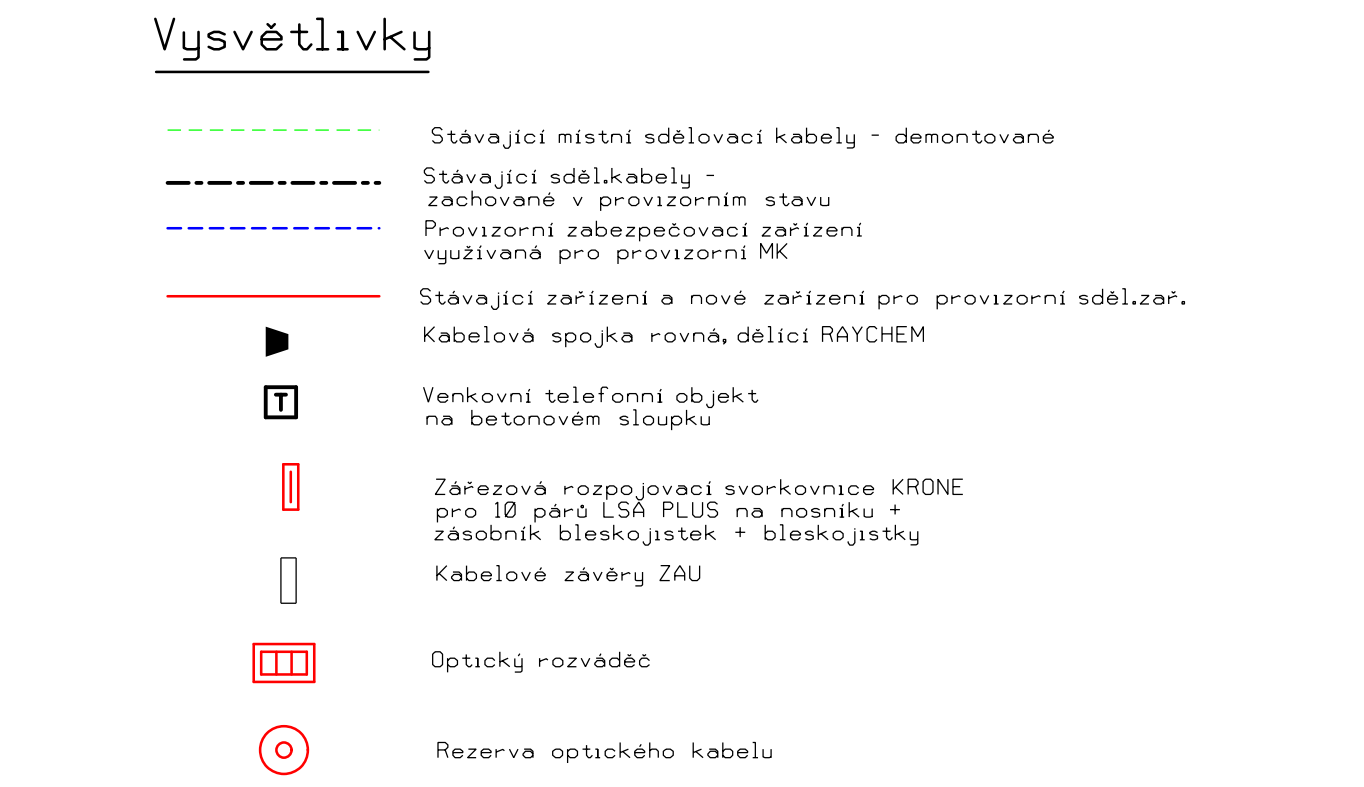 Vysvětlivky
Stávající místní sdělovací kabely - demontované
Stávající sděl.kabely -
zachované v provizorním stavu
Provizorní zabezpečovací zařízení
využívaná pro provizorní MK
Stávající zařízení a nové zařízení pro provizorní sděl.zař.
Kabelová spojka rovná, dělící RAYCHEM
T
Venkovní telefonní objekt
na betonovém sloupku
Zářezová rozpojovací svorkovnice KRONE
pro 10 párů LSA PLUS na nosníku +
zásobník bleskojistek + bleskojistky
Kabelové závěry ZAU
Optický rozváděč
Rezerva optického kabelu